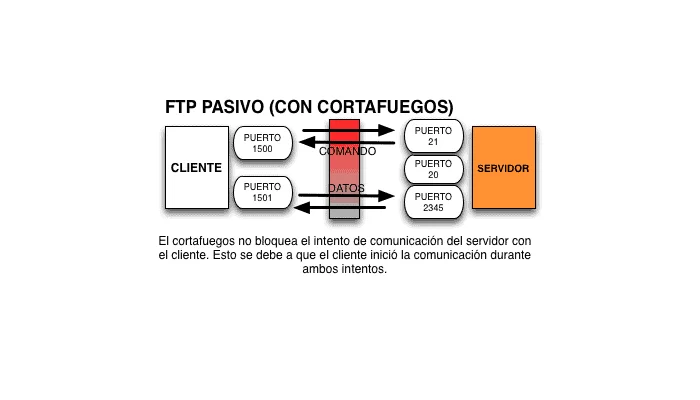 FTP PASIVO (CON CORTAFUEGOS)
CLIENTE
PUERTO
1500
PUERTO
1501
COMANDO
DATOS
PUERTO
21
PUERTO
20
PUERTO
2345
SERVIDOR
El cortafuegos no bloquea el intento de comunicación del servidor con
el cliente. Esto se debe a que el cliente inició la comunicación durante
ambos intentos.